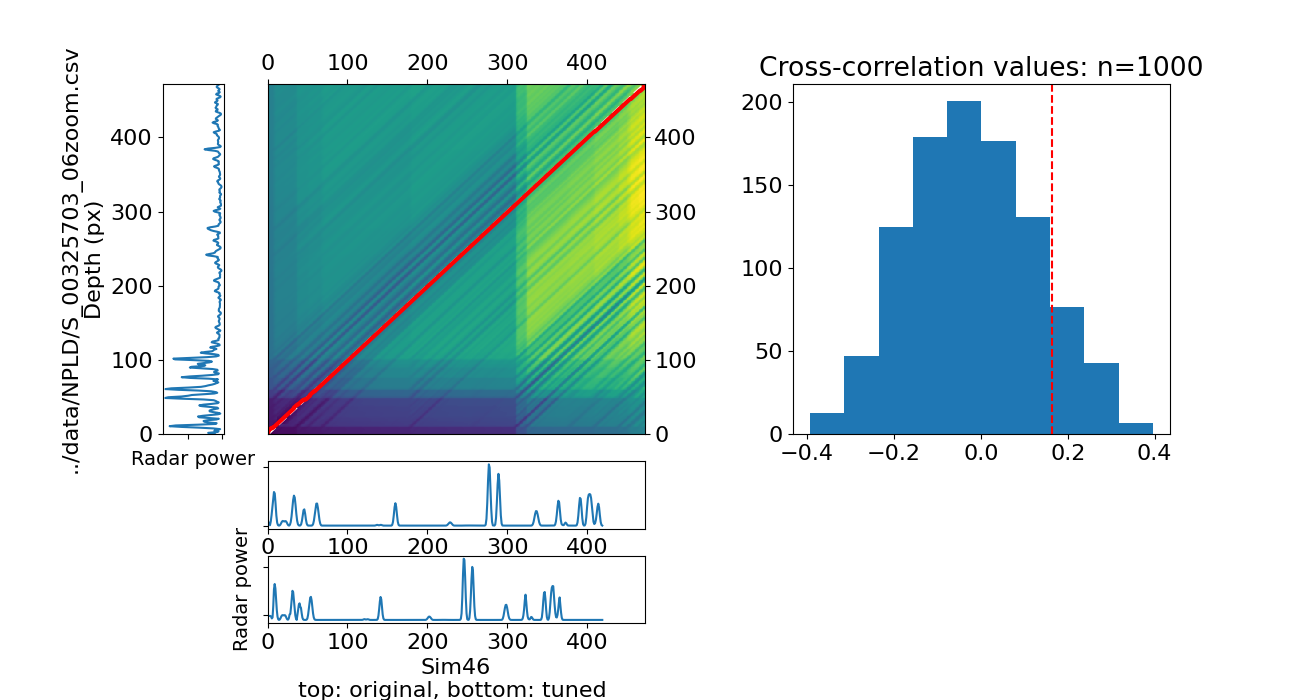 ../data/NPLD/S_00325703_06zoom.csv
Depth (px)
0 100 200 300 400
0
100
200
300
400
Radar power
400
300
200
100
0
Cross-correlation values: n=1000
200
150
100
50
0
−0.4 −0.2 0.0 0.2 0.4
0 100 200 300 400
Radar power
0 100 200 300 400
Sim46
top: original, bottom: tuned